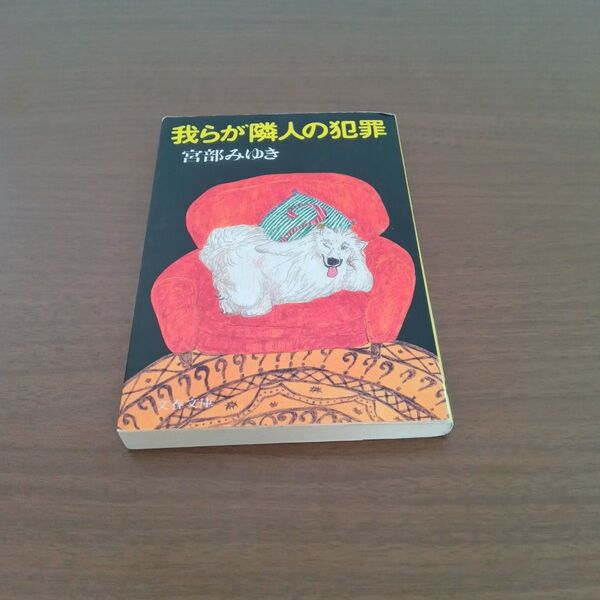 我らが隣人の犯罪
宮部みゆき
文春文庫